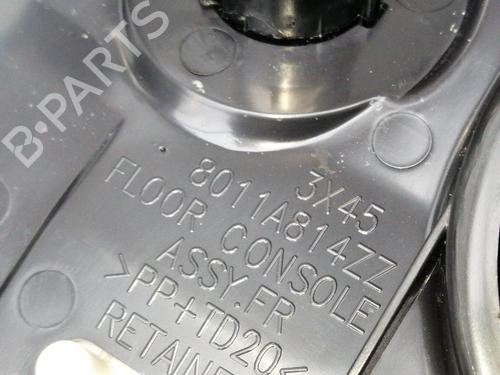 B-PARTS
3X45
8011A814ZZ
FLOOR CONSOLE
ASSY.FR
>PP+TD20<